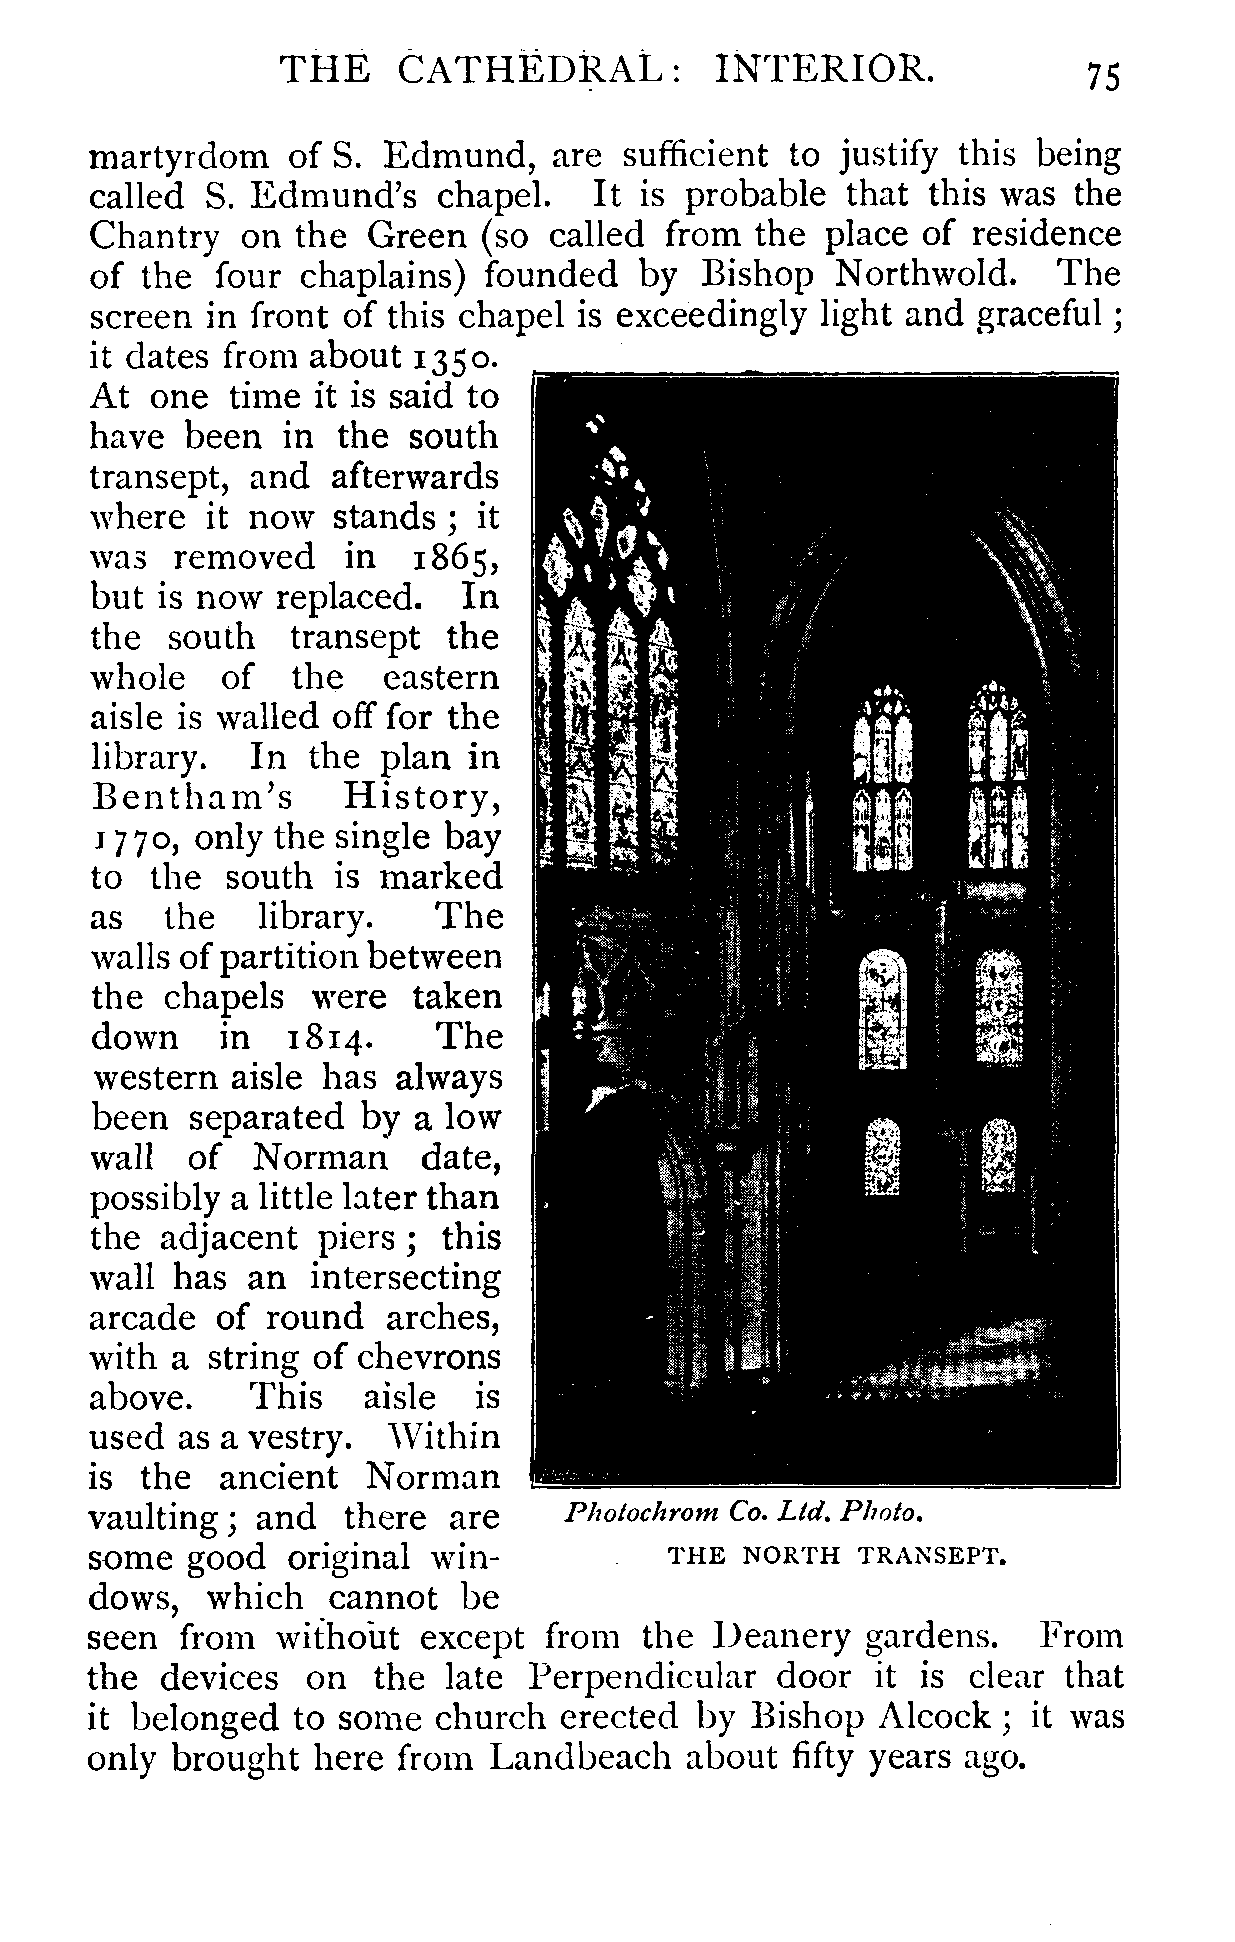 THE CATHEDRAL: INTERIOR. 75
martyrdom of S. Edmund, are sufficient to justify this being
called S. Edmund's chapel. It is probable that this was the
Chantry on the Green (so called from the place of residence
of the four chaplains) founded by Bishop Northwold. The
screen in front of this chapel is exceedingly light and graceful ;
it dates from about 1350.
At one time it is said to
have been in the south
transept, and afterwards
where it now stands ; it
was removed in 1865,
but is now replaced. In
the south transept the
whole of the eastern
aisle is walled off for the
library. In the plan in
Bentham's History,
1770, only the single bay
to the south is marked
as the library. The
walls of partition between
the chapels were taken
down in 1814. The
western aisle has always
been separated by a low
wall of Norman date,
possibly a little later than
the adjacent piers ; this
wall has an intersecting
arcade of round arches,
with a string of chevrons
above. This aisle is
used as a vestry. Within
is the ancient Norman
vaulting ; and there are
some good original win-
dows, which cannot be
seen from without except from the Deanery gardens. From
the devices on the late Perpendicular door it is clear that
it belonged to some church erected by Bishop Alcock ; it was
only brought here from Landbeach about fifty years ago.
Photochrom Co. Ltd. Photo.
THE NORTH TRANSEPT.